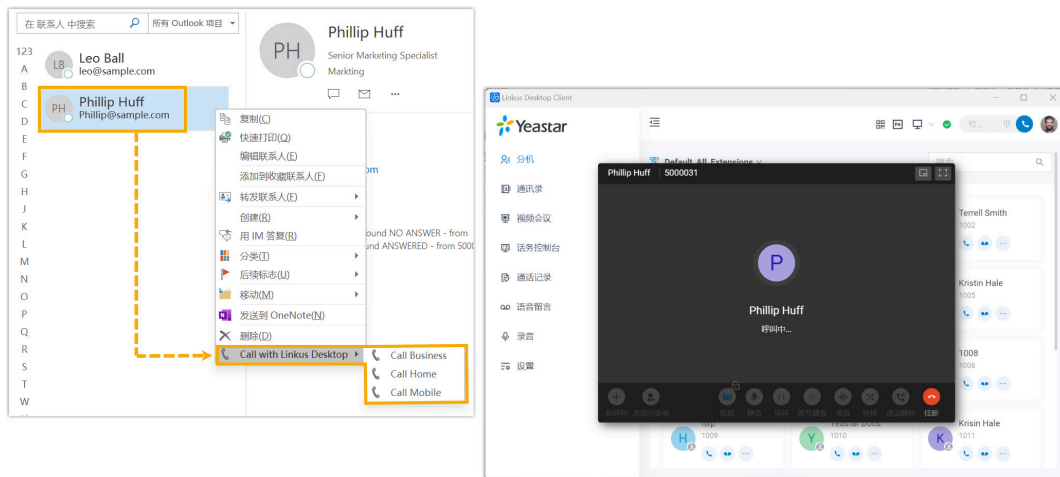 在 联系人 中搜索
所有 Outlook 项目
123
A
B
C
D
E
F
G
H
J
K
L
M
N
O
P
Q
R
S
T
W
LB
Leo Ball
leo@sample.com
PH
Phillip Huff
Phillip@sample.com
PH
Phillip Huff
Senior Marketing Specialist
Markting
复制(C)
快速打印(Q)
编辑联系人(E)
添加到收藏联系人(F)
转发联系人(F)
创建(R)
用 IM 答复(R)
分类(T)
后续标志(U)
移动(M)
发送到 OneNote(N)
删除(D)
Call with Linkus Desktop
Call Business
Call Home
Call Mobile
om
ound NO ANSWER - from
und ANSWERED - from 500
Linkus Desktop Client
Yeastar
分机
通讯录
视频会议
话务控制台
通话记录
语音留言
录音
设置
Default_All_Extensions
搜索
Phillip Huff 5000031
P
Phillip Huff
呼叫中...
新呼叫 添加与会者 视频 静音 保持 拨号键盘 录音 转接 通话翻转 挂断
Terrell Smith
1002
Kristin Hale
1005
1008
1008
H
1009
Y
Yeastar Docs
1010
K
Krisin Hale
1011